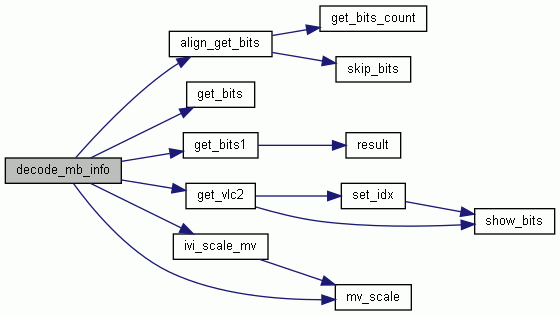 get_bits_count
align_get_bits
skip_bits
get_bits
get_bits1
result
decode_mb_info
get_vlc2
set_idx
show_bits
ivi_scale_mv
mv_scale